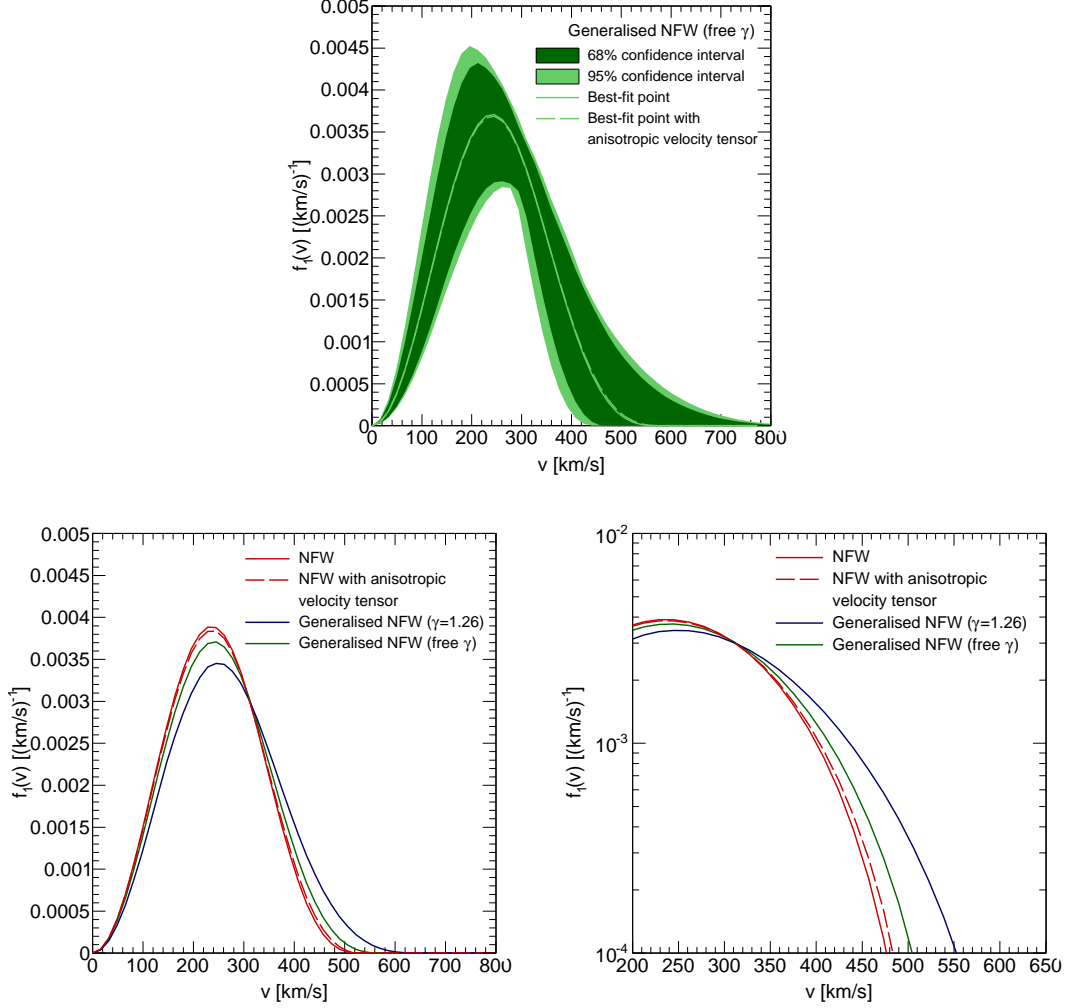 0.005
0.0045
0.004
0.0035
0.003
0.0025
0.002
0.0015
0.001
0.0005
0
f₁(v) [(km/s)⁻¹]
Generalised NFW (free γ)
68% confidence interval
95% confidence interval
Best-fit point
Best-fit point with
anisotropic velocity tensor
0 100 200 300 400 500 600 700 800
v [km/s]
0.005
0.0045
0.004
0.0035
0.003
0.0025
0.002
0.0015
0.001
0.0005
0
f₁(v) [(km/s)⁻¹]
NFW
NFW with anisotropic
velocity tensor
Generalised NFW (γ=1.26)
Generalised NFW (free γ)
0 100 200 300 400 500 600 700 800
v [km/s]
10⁻²
10⁻³
10⁻⁴
f₁(v) [(km/s)⁻¹]
NFW
NFW with anisotropic
velocity tensor
Generalised NFW (γ=1.26)
Generalised NFW (free γ)
200 250 300 350 400 450 500 550 600 650
v [km/s]